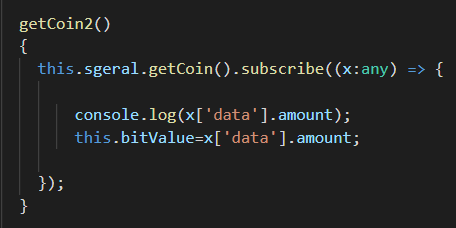 getCoin2()
{
this.sgeral.getCoin().subscribe((x:any) => {
console.log(x['data'].amount);
this.bitValue=x['data'].amount;
});
}